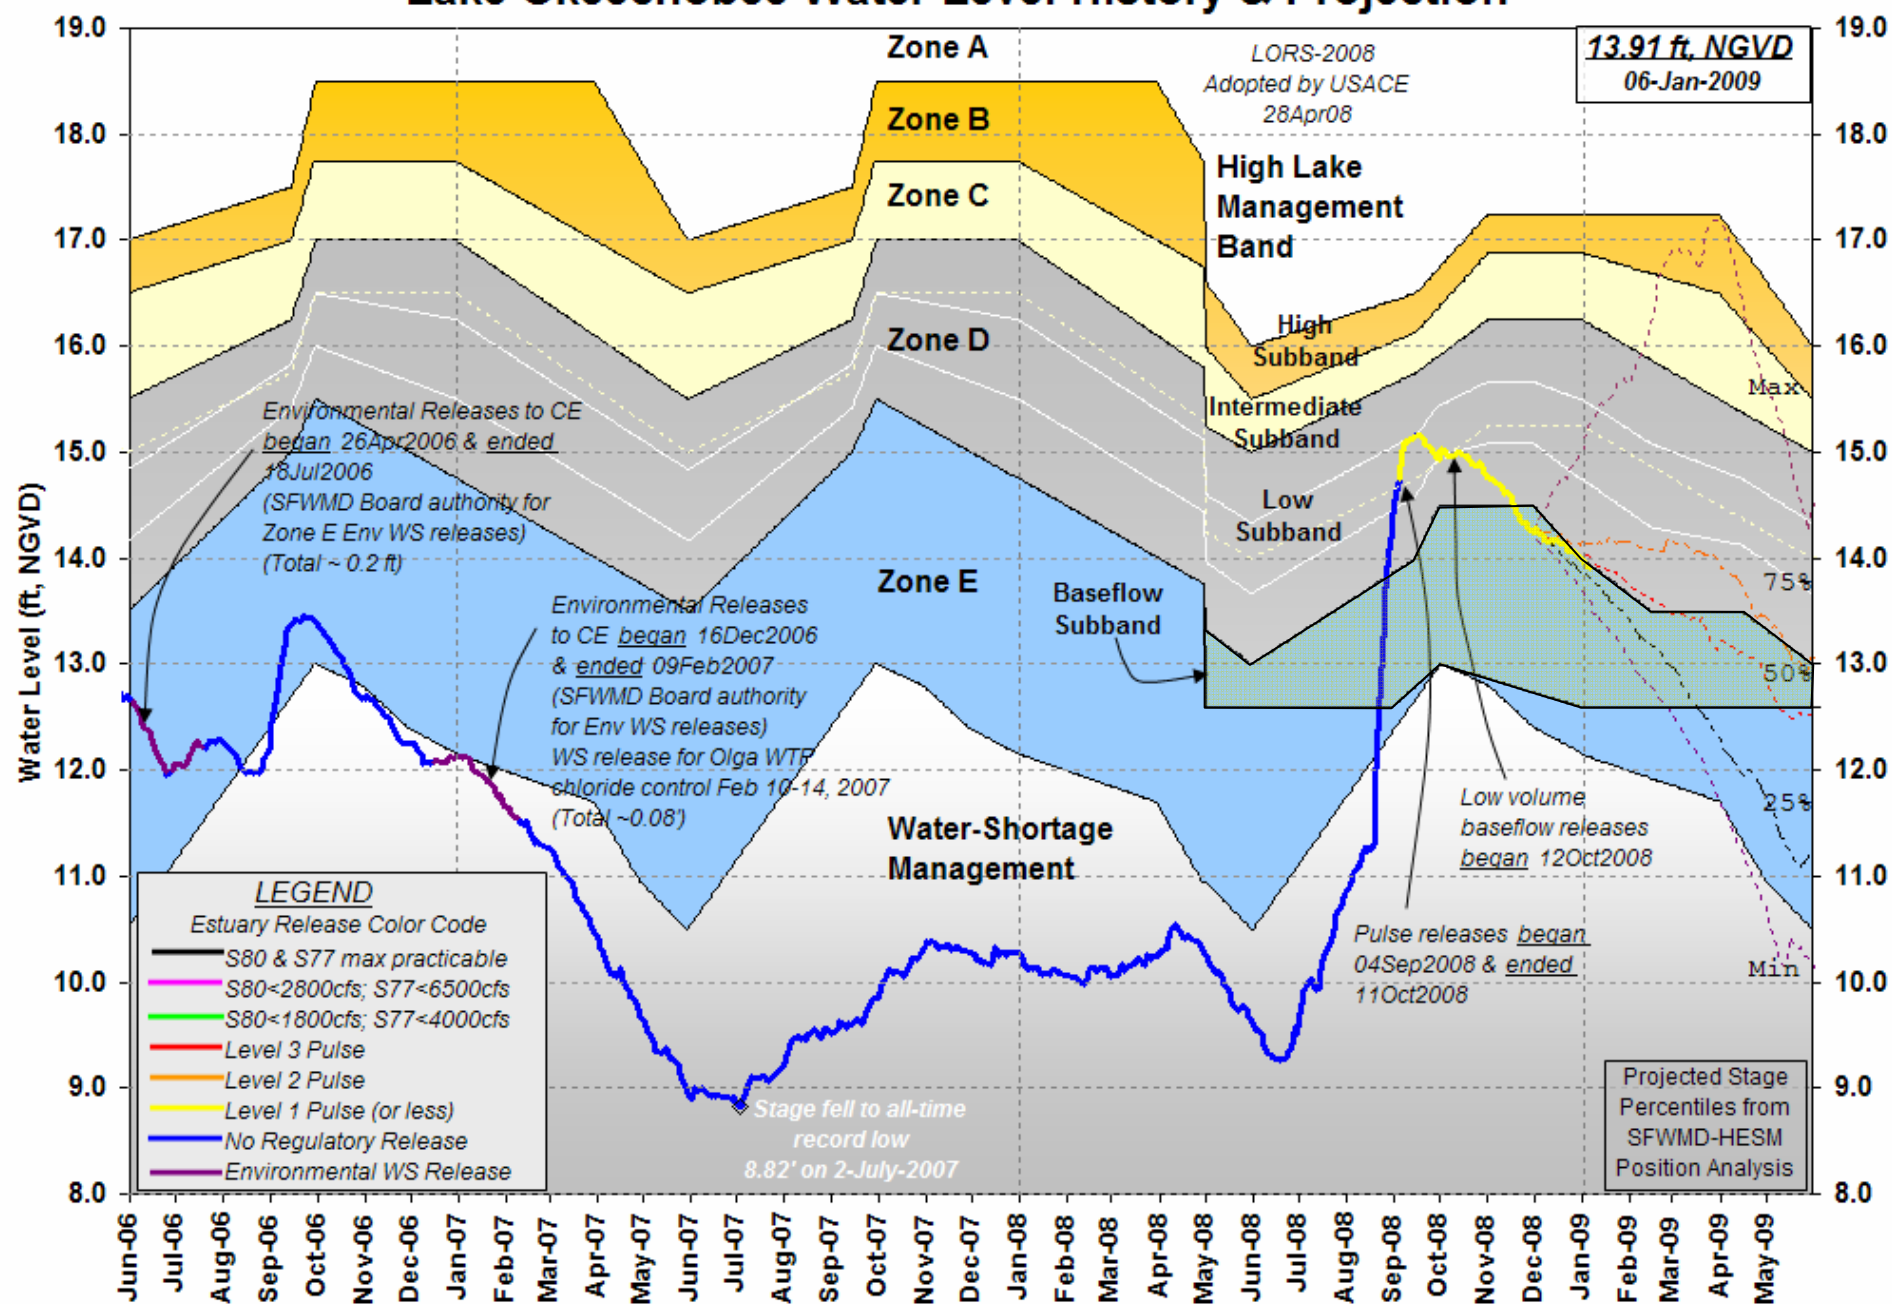 Lake Okeechobee Water Level History & Projection
19.0
18.0
17.0
16.0
15.0
14.0
13.0
12.0
11.0
10.0
9.0
8.0
Water Level (ft, NGVD)
Zone A
Zone B
Zone C
Zone D
Zone E
Water-Shortage
Management
LORS-2008
Adopted by USACE
28Apr08
13.91 ft, NGVD
06-Jan-2009
High Lake
Management
Band
High
Subband
Intermediate
Subband
Low
Subband
Baseflow
Subband
Environmental Releases to CE
began 26Apr2006 & ended
18Jul2006
(SFWMD Board authority for
Zone E Env WS releases)
(Total ~ 0.2 ft)
Environmental Releases
to CE began 16Dec2006
& ended 09Feb2007
(SFWMD Board authority
for Env WS releases)
WS release for Olga WTP
chloride control Feb 10-14, 2007
(Total ~0.08')
Low volume
baseflow releases
began 12Oct2008
Pulse releases began
04Sep2008 & ended
11Oct2008
Stage fell to all-time
record low
8.82' on 2-July-2007
Max
75%
50%
25%
Min
LEGEND
Estuary Release Color Code
S80 & S77 max practicable
S80<2800cfs; S77<6500cfs
S80<1800cfs; S77<4000cfs
Level 3 Pulse
Level 2 Pulse
Level 1 Pulse (or less)
No Regulatory Release
Environmental WS Release
Projected Stage
Percentiles from
SFWMD-HESM
Position Analysis
19.0
18.0
17.0
16.0
15.0
14.0
13.0
12.0
11.0
10.0
9.0
8.0
Jun-06
Jul-06
Aug-06
Sep-06
Oct-06
Nov-06
Dec-06
Jan-07
Feb-07
Mar-07
Apr-07
May-07
Jun-07
Jul-07
Aug-07
Sep-07
Oct-07
Nov-07
Dec-07
Jan-08
Feb-08
Mar-08
Apr-08
May-08
Jun-08
Jul-08
Aug-08
Sep-08
Oct-08
Nov-08
Dec-08
Jan-09
Feb-09
Mar-09
Apr-09
May-09